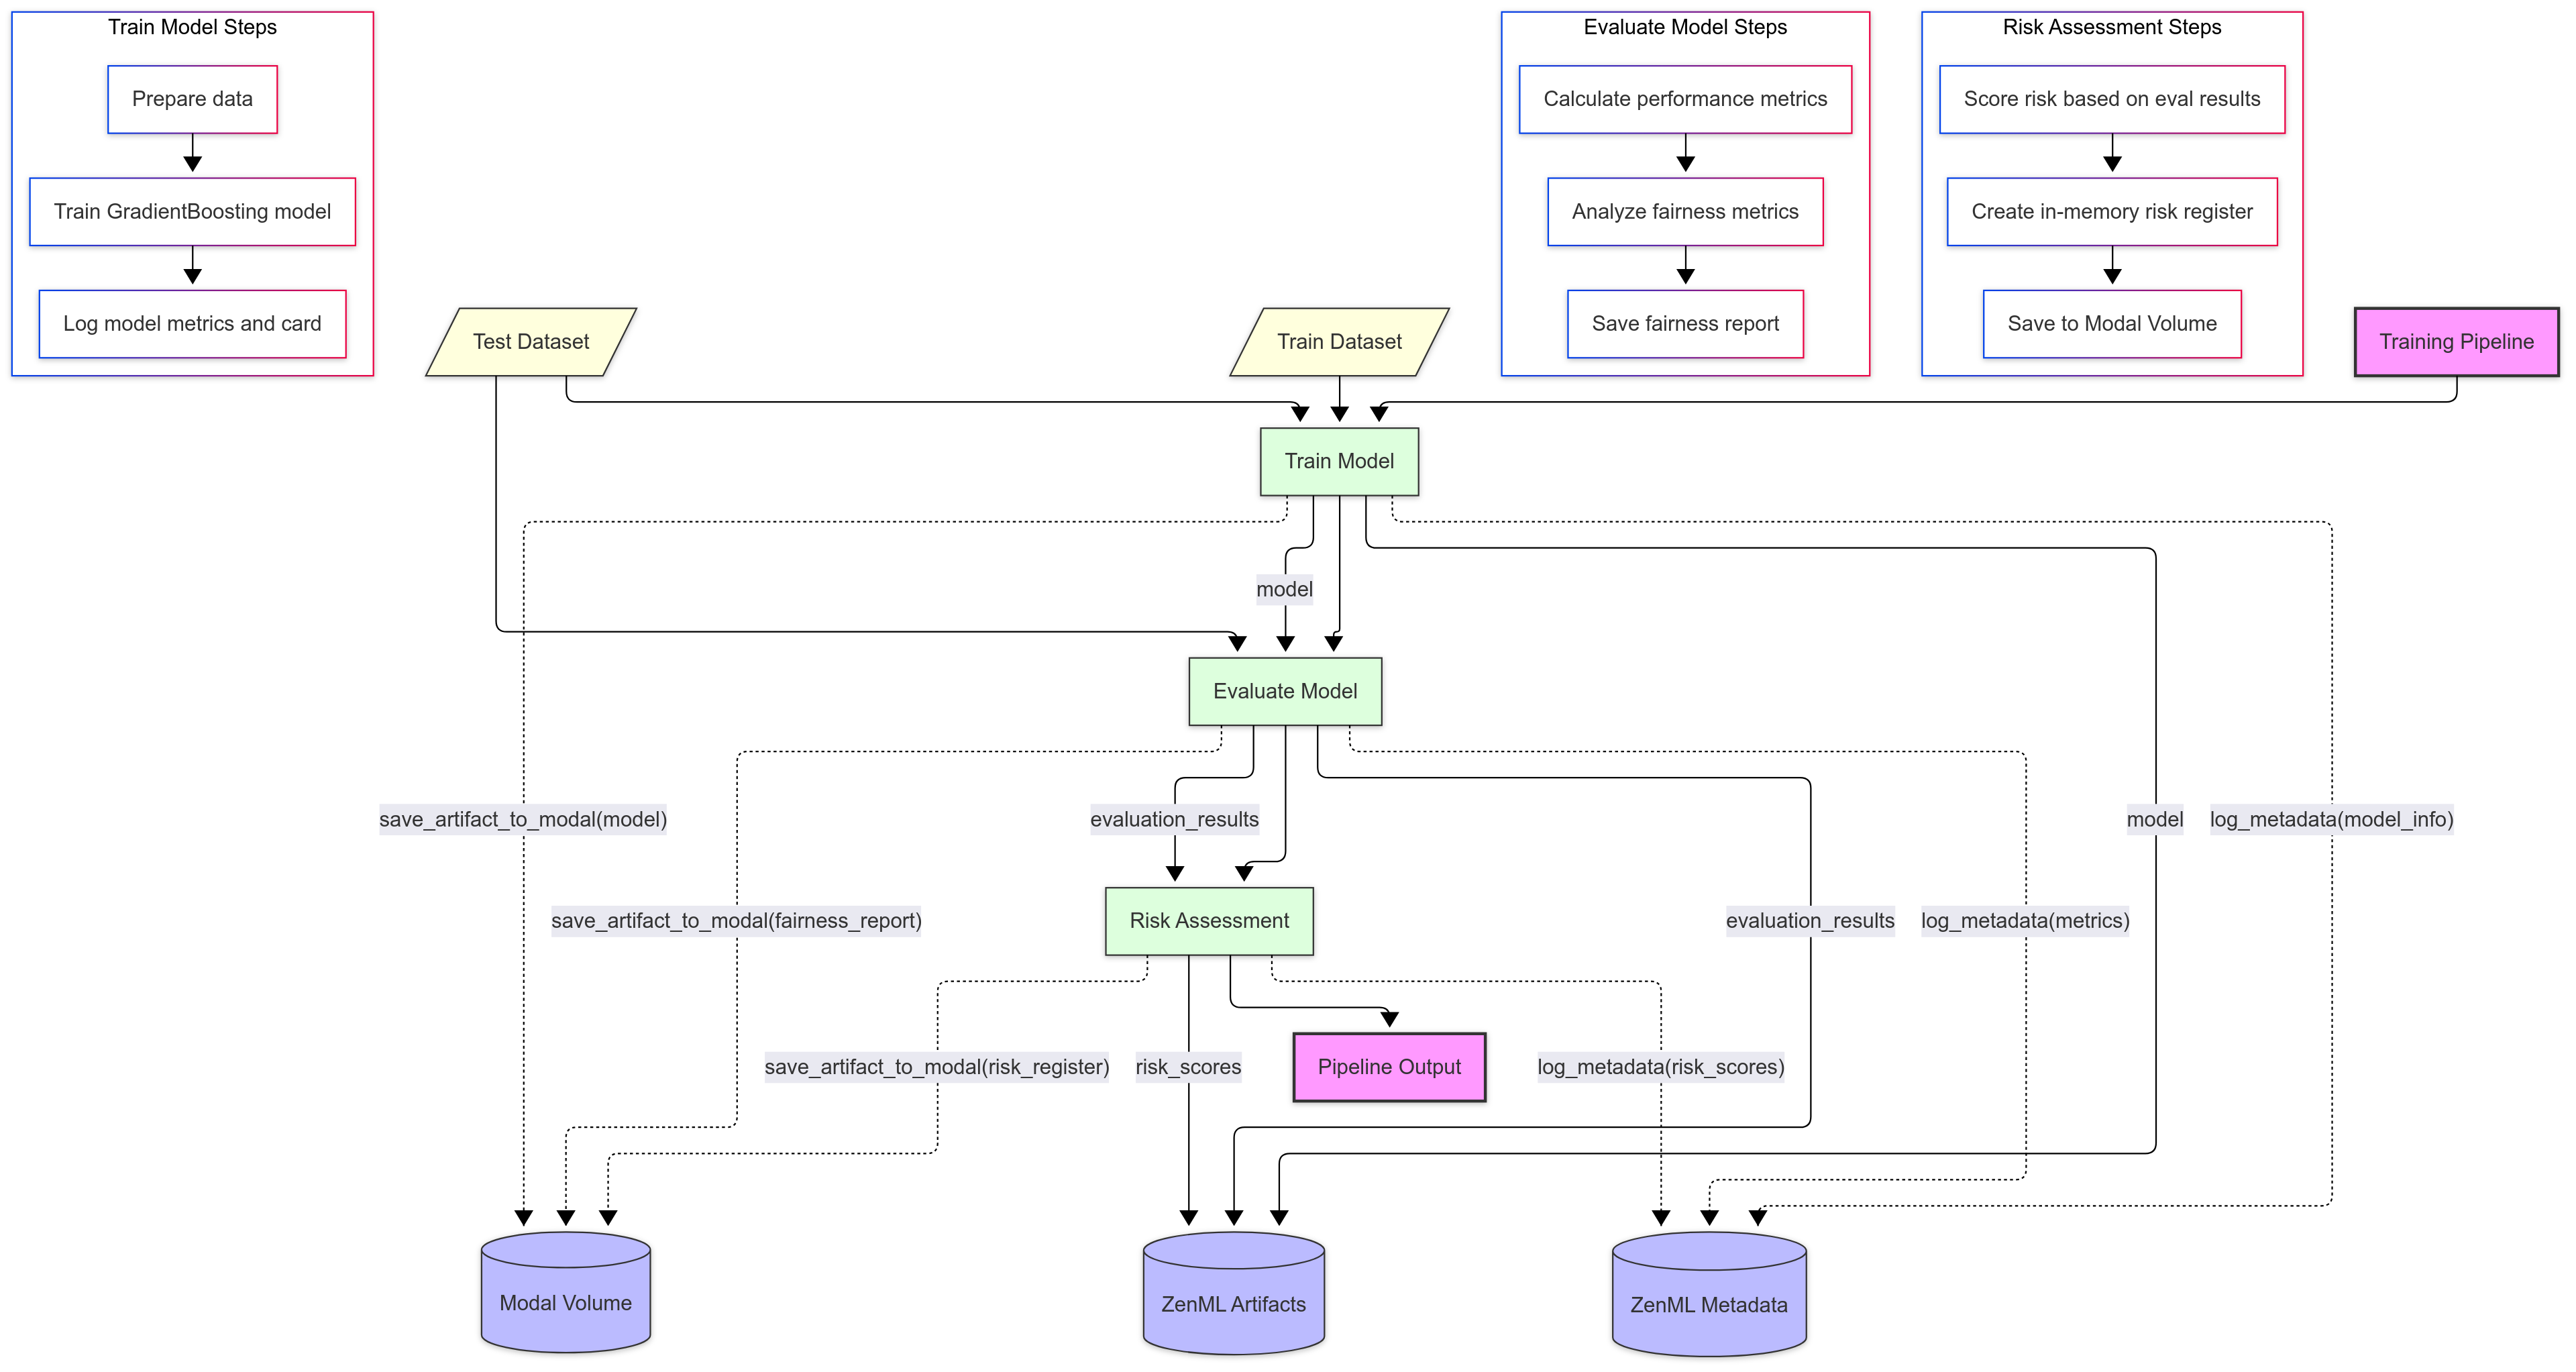 Train Model Steps
Prepare data
Train GradientBoosting model
Log model metrics and card
Evaluate Model Steps
Calculate performance metrics
Analyze fairness metrics
Save fairness report
Risk Assessment Steps
Score risk based on eval results
Create in-memory risk register
Save to Modal Volume
Test Dataset
Train Dataset
Training Pipeline
Train Model
model
Evaluate Model
save_artifact_to_modal(model)
evaluation_results
model
log_metadata(model_info)
save_artifact_to_modal(fairness_report)
Risk Assessment
evaluation_results
log_metadata(metrics)
save_artifact_to_modal(risk_register)
risk_scores
Pipeline Output
log_metadata(risk_scores)
Modal Volume
ZenML Artifacts
ZenML Metadata